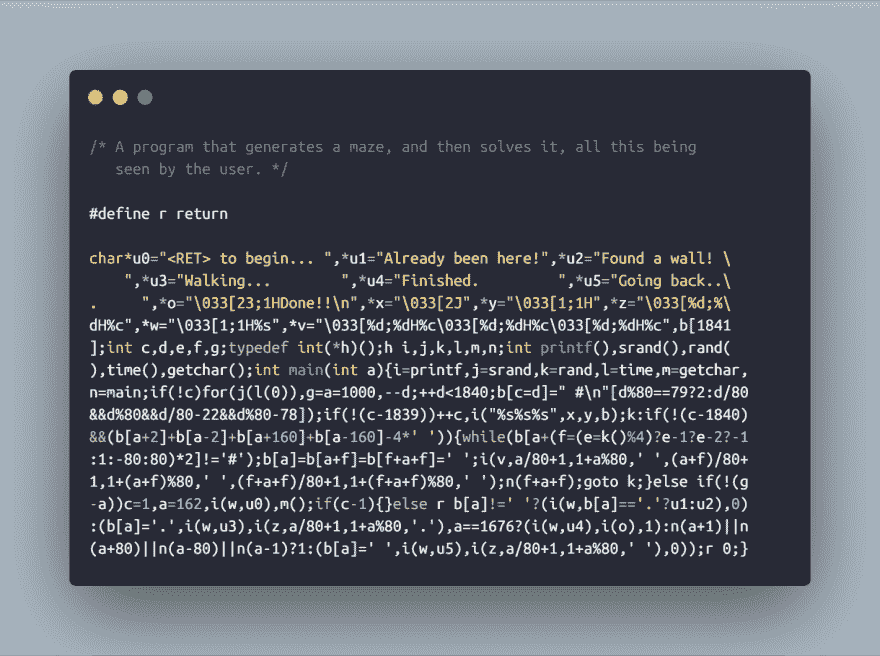 /* A program that generates a maze, and then solves it, all this being
   seen by the user. */
#define r return
char*u0="<RET> to begin... ",*u1="Already been here!",*u2="Found a wall! \
    ",*u3="Walking...        ",*u4="Finished.         ",*u5="Going back..\
.     ",*o="\033[23;1HDone!!\n",*x="\033[2J",*y="\033[1;1H",*z="\033[%d;%\
dH%c",*w="\033[1;1H%s",*v="\033[%d;%dH%c\033[%d;%dH%c\033[%d;%dH%c",b[1841
];int c,d,e,f,g;typedef int(*h)();h i,j,k,l,m,n;int printf(),srand(),rand(
),time(),getchar();int main(int a){i=printf,j=srand,k=rand,l=time,m=getchar,
n=main;if(!c)for(j(l(0)),g=a=1000,--d;++d<1840;b[c=d]=" #\n"[d%80==79?2:d/80
&&d%80&&d/80-22&&d%80-78]);if(!(c-1839))++c,i("%s%s%s",x,y,b);k:if(!(c-1840)
&&(b[a+2]+b[a-2]+b[a+160]+b[a-160]-4*' ')){while(b[a+(f=(e=k()%4)?e-1?e-2?-1
:1:-80:80)*2]!='#');b[a]=b[a+f]=b[f+a+f]=' ';i(v,a/80+1,1+a%80,' ',(a+f)/80+
1,1+(a+f)%80,' ',(f+a+f)/80+1,1+(f+a+f)%80,' ');n(f+a+f);goto k;}else if(!(g
-a))c=1,a=162,i(w,u0),m();if(c-1){}else r b[a]!=' '?(i(w,b[a]=='.'?u1:u2),0)
:(b[a]='.',i(w,u3),i(z,a/80+1,1+a%80,'.'),a==1676?(i(w,u4),i(o),1):n(a+1)||n
(a+80)||n(a-80)||n(a-1)?1:(b[a]=' ',i(w,u5),i(z,a/80+1,1+a%80,' '),0));r 0;}